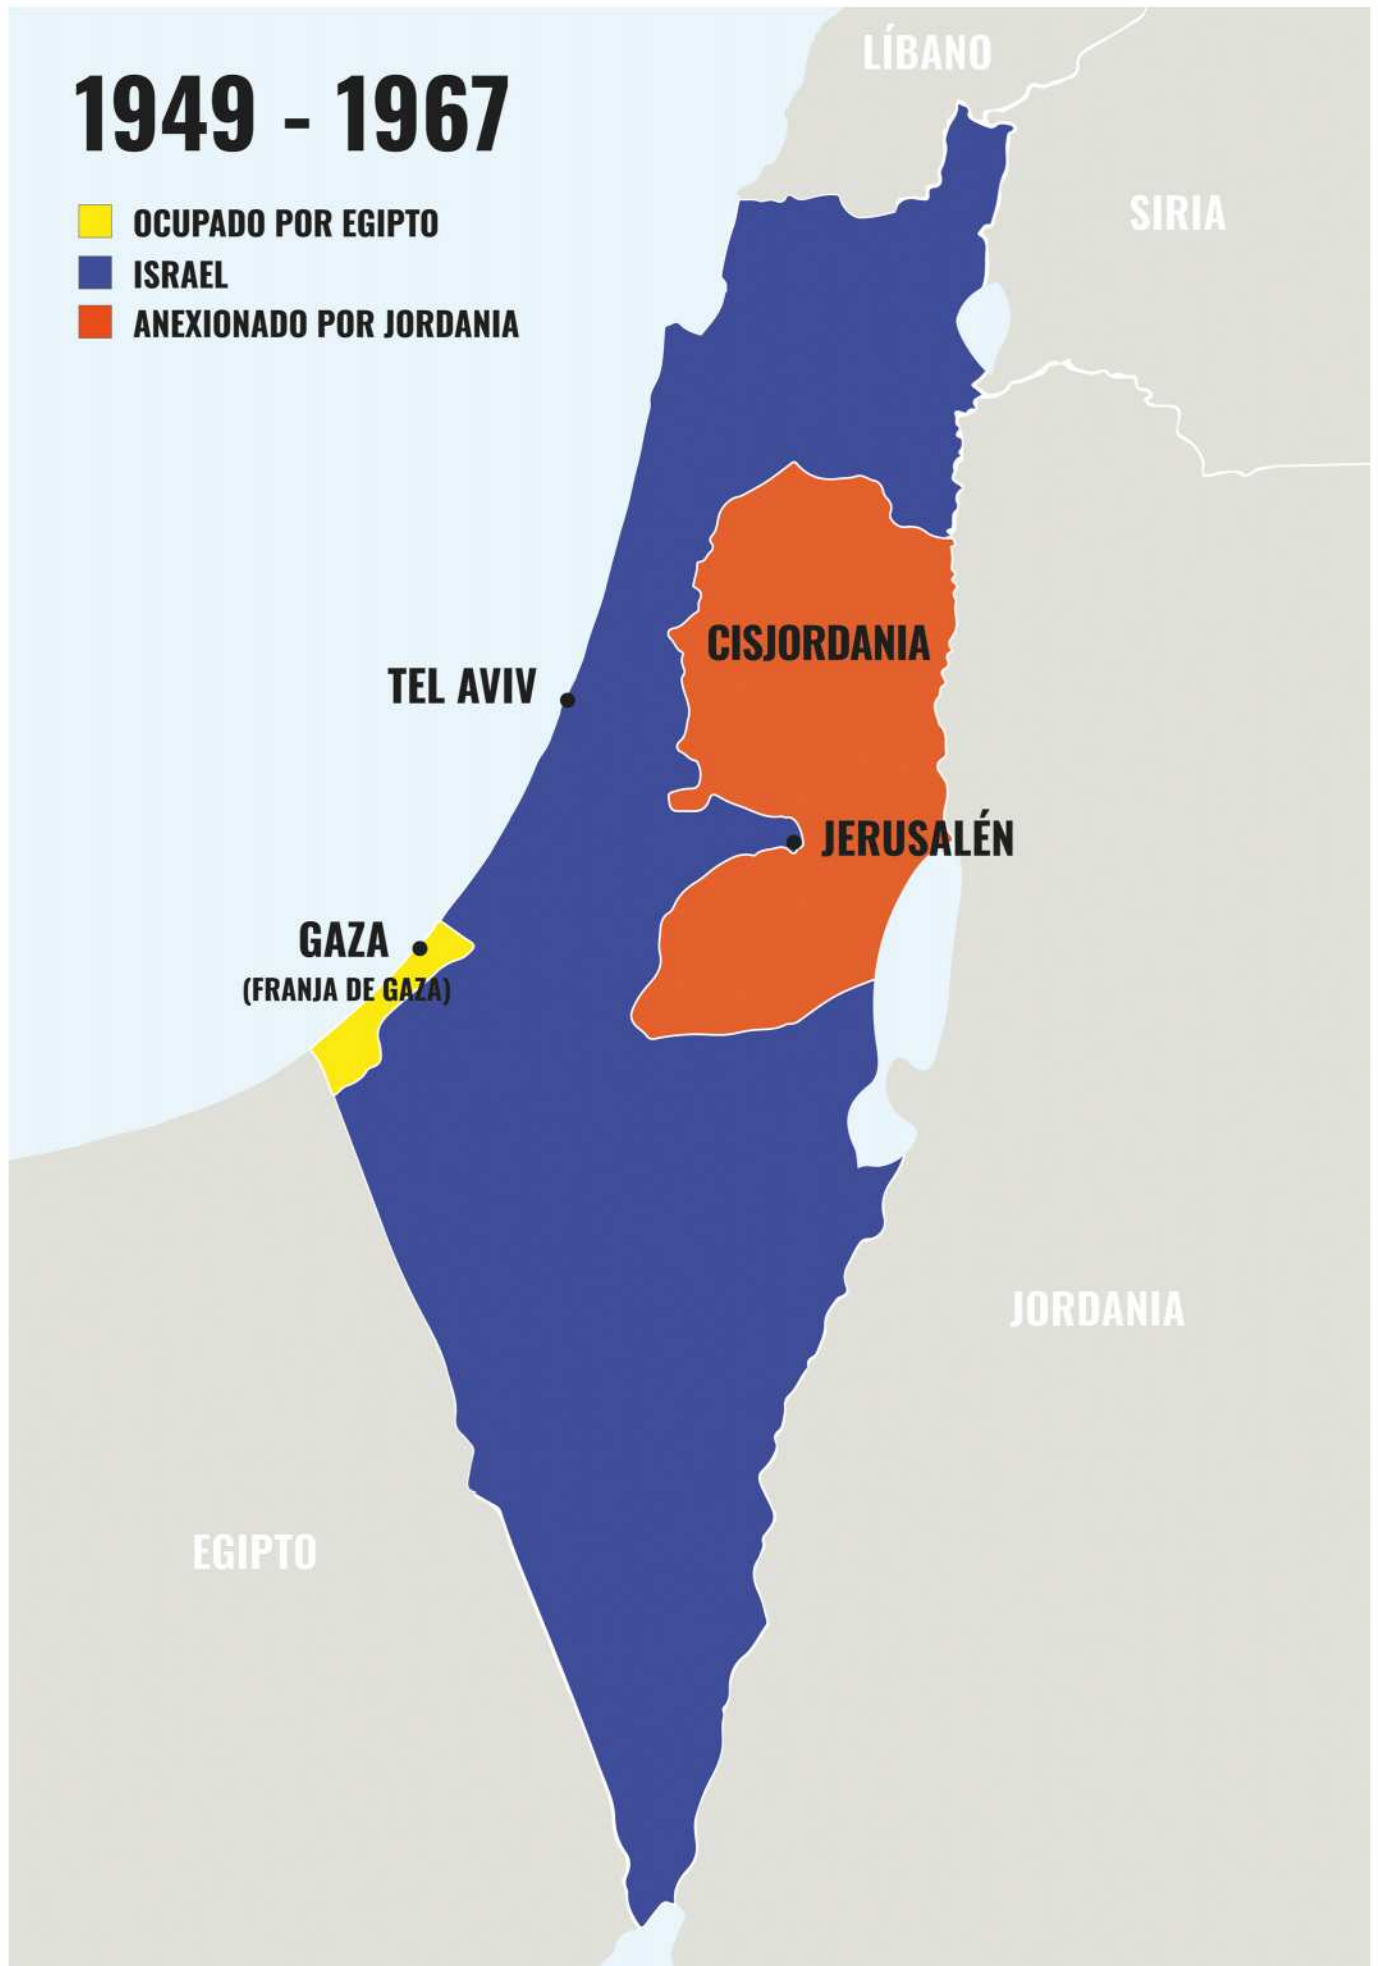 LÍBANO
1949 - 1967
SIRIA
OCUPADO POR EGIPTO
ISRAEL
ANEXIONADO POR JORDANIA
CISJORDANIA
TEL AVIV
JERUSALÉN
GAZA
(FRANJA DE GAZA)
JORDANIA
EGIPTO